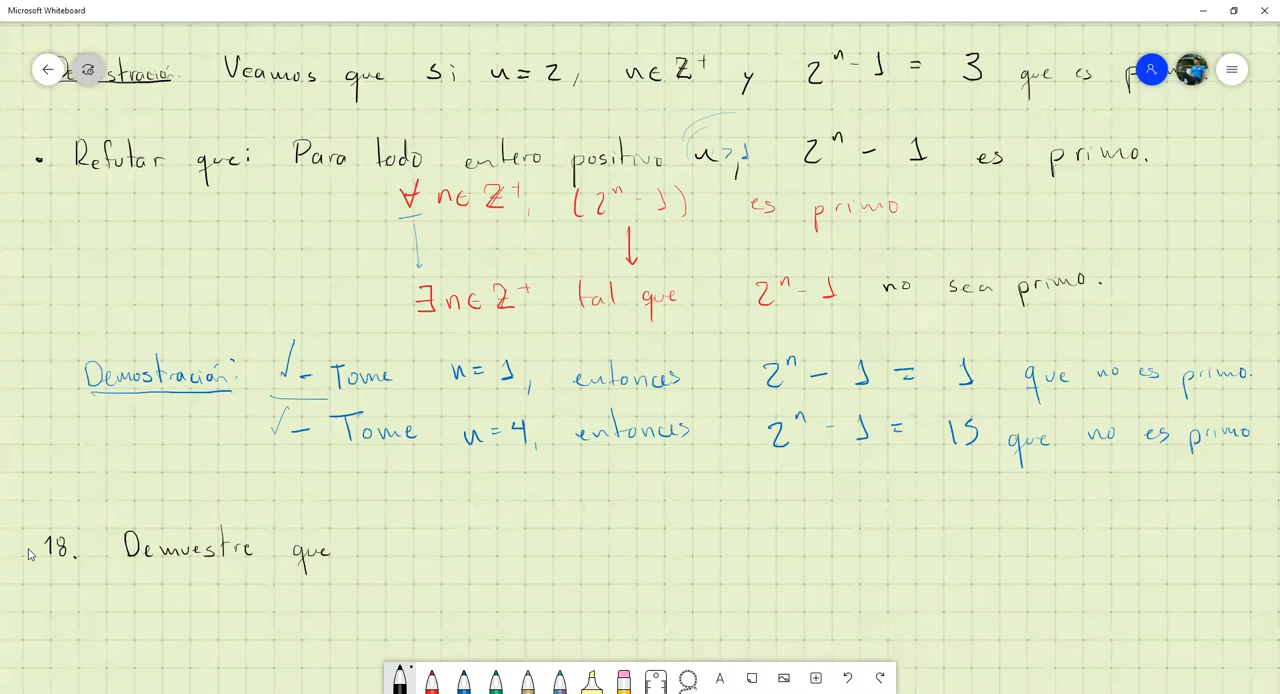 Microsoft Whiteboard
Demostración. Veamos que si n = 2, n ∈ Z⁺ y 2ⁿ - 1 = 3 que es
• Refutar que: Para todo entero positivo n > 1, 2ⁿ - 1 es primo.
∀ n ∈ Z⁺, (2ⁿ - 1) es primo
∃ n ∈ Z⁺ tal que 2ⁿ - 1 no sea primo.
Demostración: √ - Tome n = 1, entonces 2ⁿ - 1 = 1 que no es primo.
√ - Tome n = 4, entonces 2ⁿ - 1 = 15 que no es primo
18. Demuestre que
A